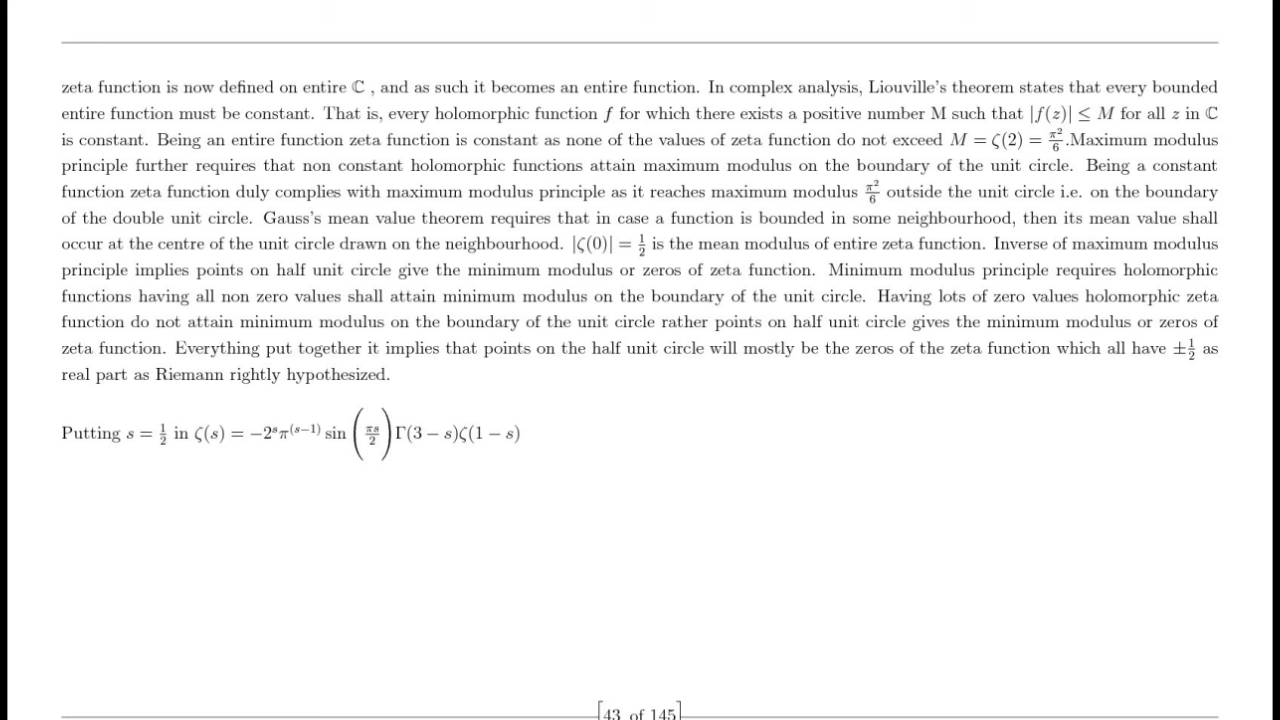 zeta function is now defined on entire ℂ , and as such it becomes an entire function. In complex analysis, Liouville's theorem states that every bounded
entire function must be constant. That is, every holomorphic function f for which there exists a positive number M such that |f(z)| ≤ M for all z in ℂ
is constant. Being an entire function zeta function is constant as none of the values of zeta function do not exceed M = ζ(2) = π²/6.Maximum modulus
principle further requires that non constant holomorphic functions attain maximum modulus on the boundary of the unit circle. Being a constant
function zeta function duly complies with maximum modulus principle as it reaches maximum modulus π²/6 outside the unit circle i.e. on the boundary
of the double unit circle. Gauss's mean value theorem requires that in case a function is bounded in some neighbourhood, then its mean value shall
occur at the centre of the unit circle drawn on the neighbourhood. |ζ(0)| = 1/2 is the mean modulus of entire zeta function. Inverse of maximum modulus
principle implies points on half unit circle give the minimum modulus or zeros of zeta function. Minimum modulus principle requires holomorphic
functions having all non zero values shall attain minimum modulus on the boundary of the unit circle. Having lots of zero values holomorphic zeta
function do not attain minimum modulus on the boundary of the unit circle rather points on half unit circle gives the minimum modulus or zeros of
zeta function. Everything put together it implies that points on the half unit circle will mostly be the zeros of the zeta function which all have ±1/2 as
real part as Riemann rightly hypothesized.
Putting s = 1/2 in ζ(s) = −2^sπ^(s−1) sin (πs/2)Γ(3 − s)ζ(1 − s)
[43 of 145]